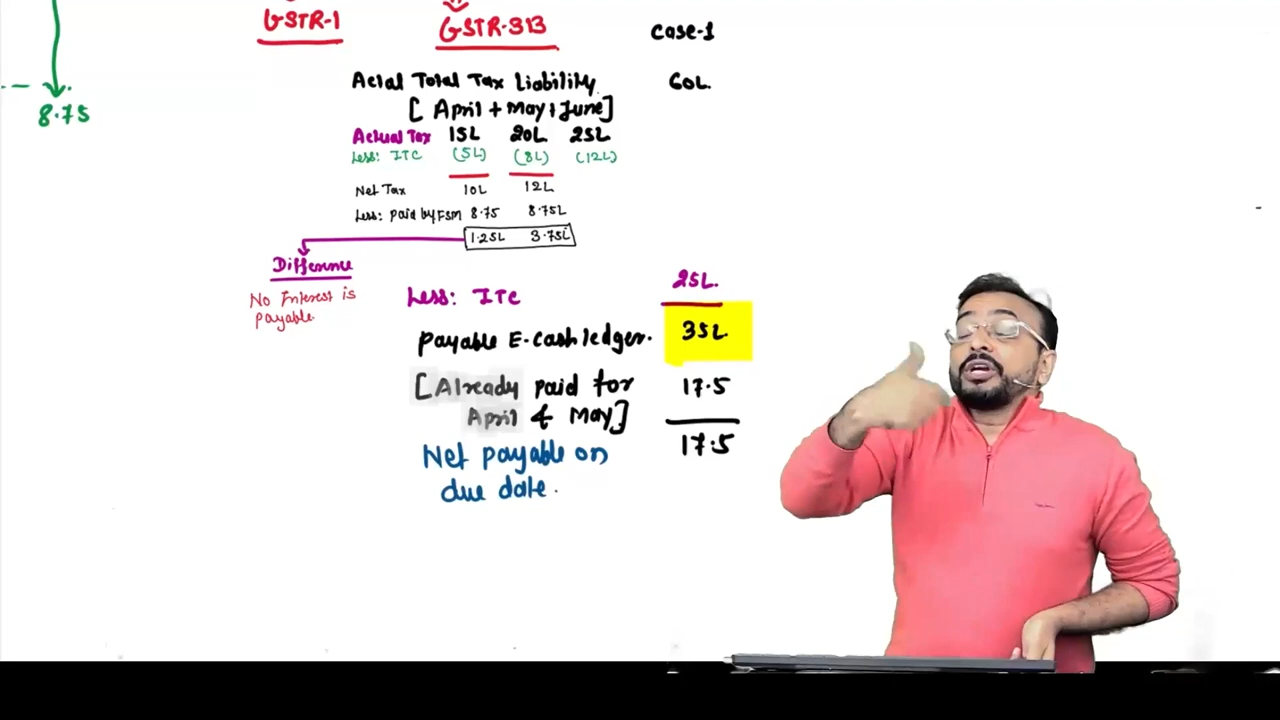 GSTR-1 GSTR-3B Case-1
8.75
Actal Total Tax Liability. 60L.
[April + May + June]
Actual Tax 15L 20L 25L
Less: ITC (5L) (8L) (12L)
Net Tax 10L 12L
Less: Paid by FSM 8.75 8.75L
1.25L 3.75L
Difference
No Interest is
payable.
Less: ITC 25L.
Payable E-cash ledger. 35L
[Already paid for 17.5
April & May]
Net payable on 17.5
due date.